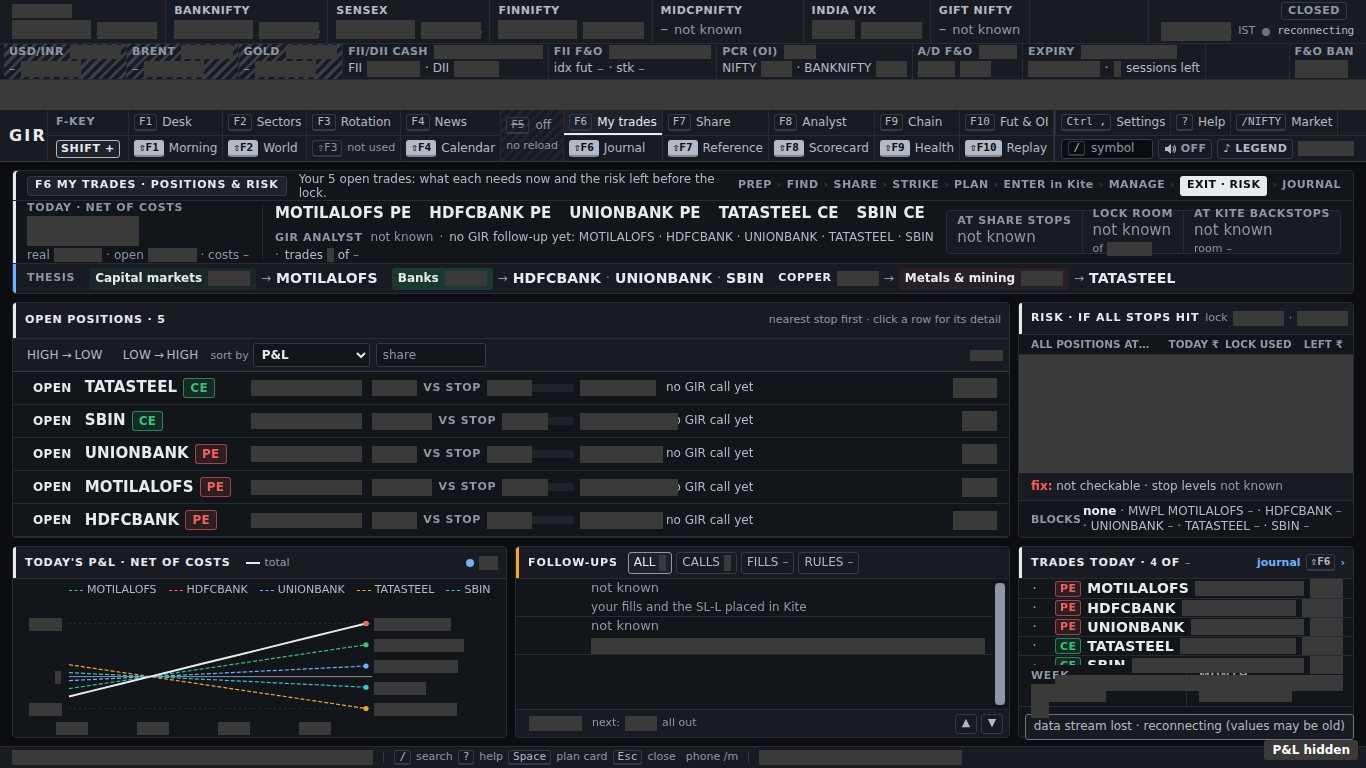 BANKNIFTY SENSEX FINNIFTY MIDCPNIFTY INDIA VIX GIFT NIFTY CLOSED
– not known – not known IST reconnecting
USD/INR BRENT GOLD FII/DII CASH FII F&O PCR (OI) A/D F&O EXPIRY F&O BAN
– – – FII · DII idx fut – · stk – NIFTY · BANKNIFTY · sessions left
GIR F-KEY F1 Desk F2 Sectors F3 Rotation F4 News F5 off F6 My trades F7 Share F8 Analyst F9 Chain F10 Fut & OI Ctrl , Settings ? Help /NIFTY Market
SHIFT + ⇧F1 Morning ⇧F2 World ⇧F3 not used ⇧F4 Calendar no reload ⇧F6 Journal ⇧F7 Reference ⇧F8 Scorecard ⇧F9 Health ⇧F10 Replay / symbol OFF ♪ LEGEND
F6 MY TRADES · POSITIONS & RISK Your 5 open trades: what each needs now and the risk left before the lock. PREP › FIND › SHARE › STRIKE › PLAN › ENTER in Kite › MANAGE › EXIT · RISK › JOURNAL
TODAY · NET OF COSTS
real · open · costs –
MOTILALOFS PE HDFCBANK PE UNIONBANK PE TATASTEEL CE SBIN CE
GIR ANALYST not known · no GIR follow-up yet: MOTILALOFS · HDFCBANK · UNIONBANK · TATASTEEL · SBIN
· trades of –
AT SHARE STOPS LOCK ROOM AT KITE BACKSTOPS
not known not known not known
of room –
THESIS Capital markets → MOTILALOFS Banks → HDFCBANK · UNIONBANK · SBIN COPPER → Metals & mining → TATASTEEL
OPEN POSITIONS · 5 nearest stop first · click a row for its detail
HIGH → LOW LOW → HIGH sort by P&L share
OPEN TATASTEEL CE VS STOP no GIR call yet
OPEN SBIN CE VS STOP GIR call yet
OPEN UNIONBANK PE VS STOP no GIR call yet
OPEN MOTILALOFS PE VS STOP GIR call yet
OPEN HDFCBANK PE VS STOP no GIR call yet
RISK · IF ALL STOPS HIT lock ·
ALL POSITIONS AT… TODAY ₹ LOCK USED LEFT ₹
fix: not checkable · stop levels not known
BLOCKS none · MWPL MOTILALOFS – · HDFCBANK –
· UNIONBANK – · TATASTEEL – · SBIN –
TODAY'S P&L · NET OF COSTS total
MOTILALOFS HDFCBANK UNIONBANK TATASTEEL SBIN
FOLLOW-UPS ALL CALLS FILLS – RULES –
not known
your fills and the SL-L placed in Kite
not known
next: all out ▲ ▼
TRADES TODAY · 4 OF – journal ⇧F6 ›
· PE MOTILALOFS
· PE HDFCBANK
· PE UNIONBANK
· CE TATASTEEL
· CE SBIN
WEEK MONTH
data stream lost · reconnecting (values may be old)
P&L hidden
/ search ? help Space plan card Esc close phone /m